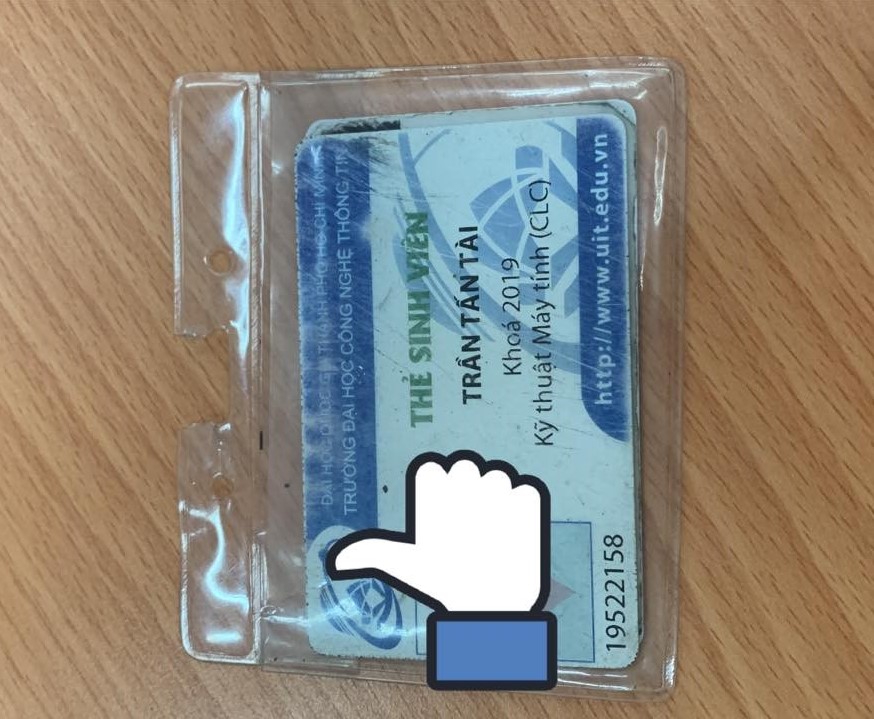 ĐẠI HỌC QUỐC GIA THÀNH PHỐ HỒ CHÍ MINH
TRƯỜNG ĐẠI HỌC CÔNG NGHỆ THÔNG TIN
THẺ SINH VIÊN
TRẦN TẤN TÀI
Khoá 2019
Kỹ thuật Máy tính (CLC)
19522158
http://www.uit.edu.vn